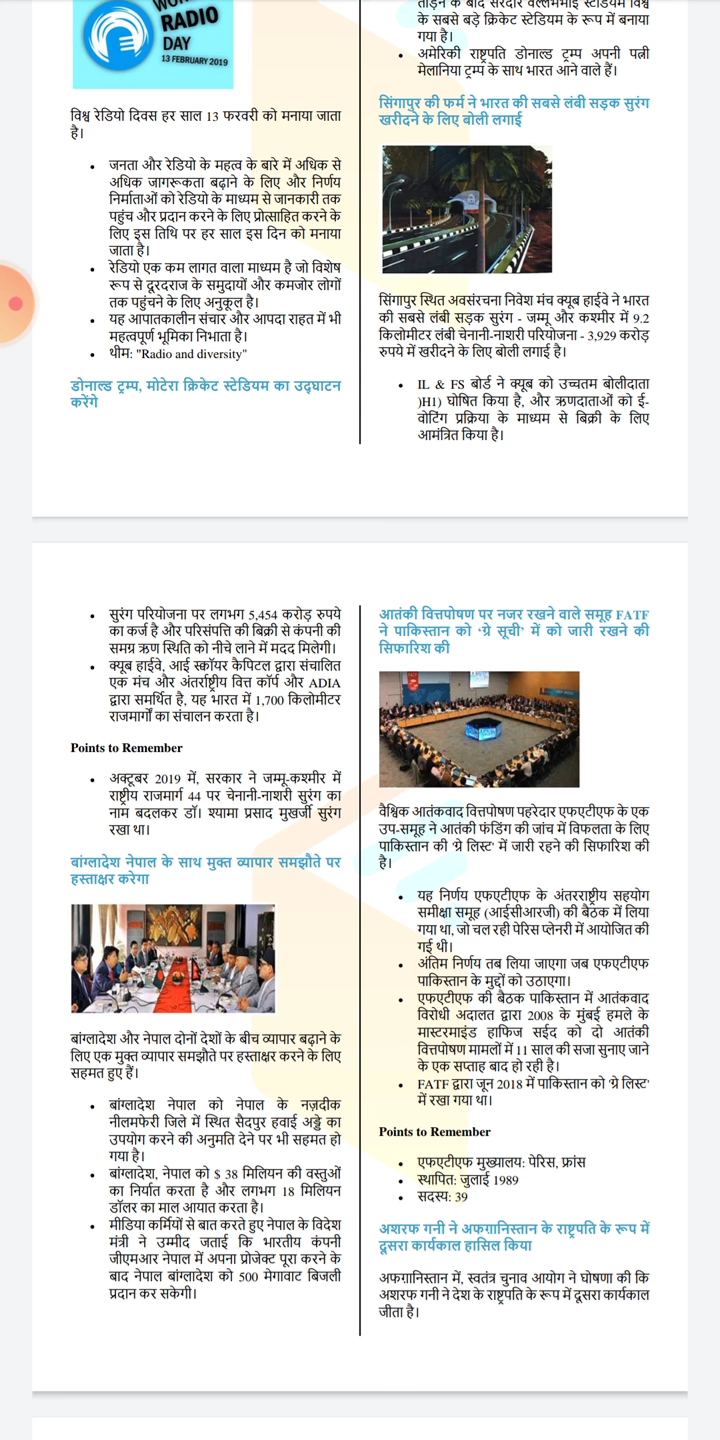 WORLD
RADIO
DAY
13 FEBRUARY 2019
विश्व रेडियो दिवस हर साल 13 फरवरी को मनाया जाता
है।
• जनता और रेडियो के महत्व के बारे में अधिक से
अधिक जागरूकता बढ़ाने के लिए और निर्णय
निर्माताओं को रेडियो के माध्यम से जानकारी तक
पहुंच और प्रदान करने के लिए प्रोत्साहित करने के
लिए इस तिथि पर हर साल इस दिन को मनाया
जाता है।
• रेडियो एक कम लागत वाला माध्यम है जो विशेष
रूप से दूरदराज के समुदायों और कमजोर लोगों
तक पहुंचने के लिए अनुकूल है।
• यह आपातकालीन संचार और आपदा राहत में भी
महत्वपूर्ण भूमिका निभाता है।
• थीम: "Radio and diversity"
डोनाल्ड ट्रम्प, मोटेरा क्रिकेट स्टेडियम का उद्घाटन
करेंगे
तोड़ने के बाद सरदार वल्लभभाई स्टेडियम विश्व
के सबसे बड़े क्रिकेट स्टेडियम के रूप में बनाया
गया है।
• अमेरिकी राष्ट्रपति डोनाल्ड ट्रम्प अपनी पत्नी
मेलानिया ट्रम्प के साथ भारत आने वाले हैं।
सिंगापुर की फर्म ने भारत की सबसे लंबी सड़क सुरंग
खरीदने के लिए बोली लगाई
सिंगापुर स्थित अवसंरचना निवेश मंच क्यूब हाईवे ने भारत
की सबसे लंबी सड़क सुरंग - जम्मू और कश्मीर में 9.2
किलोमीटर लंबी चेनानी-नाशरी परियोजना - 3,929 करोड़
रुपये में खरीदने के लिए बोली लगाई है।
• IL & FS बोर्ड ने क्यूब को उच्चतम बोलीदाता
)H1) घोषित किया है, और ऋणदाताओं को ई-
वोटिंग प्रक्रिया के माध्यम से बिक्री के लिए
आमंत्रित किया है।
• सुरंग परियोजना पर लगभग 5,454 करोड़ रुपये
का कर्ज है और परिसंपत्ति की बिक्री से कंपनी की
समग्र ऋण स्थिति को नीचे लाने में मदद मिलेगी।
• क्यूब हाईवे, आई स्क्वॉयर कैपिटल द्वारा संचालित
एक मंच और अंतर्राष्ट्रीय वित्त कॉर्प और ADIA
द्वारा समर्थित है, यह भारत में 1,700 किलोमीटर
राजमार्गों का संचालन करता है।
Points to Remember
• अक्टूबर 2019 में, सरकार ने जम्मू-कश्मीर में
राष्ट्रीय राजमार्ग 44 पर चेनानी-नाशरी सुरंग का
नाम बदलकर डॉ। श्यामा प्रसाद मुखर्जी सुरंग
रखा था।
बांग्लादेश नेपाल के साथ मुक्त व्यापार समझौते पर
हस्ताक्षर करेगा
बांग्लादेश और नेपाल दोनों देशों के बीच व्यापार बढ़ाने के
लिए एक मुक्त व्यापार समझौते पर हस्ताक्षर करने के लिए
सहमत हुए हैं।
• बांग्लादेश नेपाल को नेपाल के नज़दीक
नीलमफेरी जिले में स्थित सैदपुर हवाई अड्डे का
उपयोग करने की अनुमति देने पर भी सहमत हो
गया है।
• बांग्लादेश, नेपाल को $ 38 मिलियन की वस्तुओं
का निर्यात करता है और लगभग 18 मिलियन
डॉलर का माल आयात करता है।
• मीडिया कर्मियों से बात करते हुए नेपाल के विदेश
मंत्री ने उम्मीद जताई कि भारतीय कंपनी
जीएमआर नेपाल में अपना प्रोजेक्ट पूरा करने के
बाद नेपाल बांग्लादेश को 500 मेगावाट बिजली
प्रदान कर सकेगी।
आतंकी वित्तपोषण पर नजर रखने वाले समूह FATF
ने पाकिस्तान को 'ग्रे सूची' में को जारी रखने की
सिफारिश की
वैश्विक आतंकवाद वित्तपोषण पहरेदार एफएटीएफ के एक
उप-समूह ने आतंकी फंडिंग की जांच में विफलता के लिए
पाकिस्तान की 'ग्रे लिस्ट' में जारी रहने की सिफारिश की
है।
• यह निर्णय एफएटीएफ के अंतरराष्ट्रीय सहयोग
समीक्षा समूह (आईसीआरजी) की बैठक में लिया
गया था, जो चल रही पेरिस प्लेनरी में आयोजित की
गई थी।
• अंतिम निर्णय तब लिया जाएगा जब एफएटीएफ
पाकिस्तान के मुद्दों को उठाएगा।
• एफएटीएफ की बैठक पाकिस्तान में आतंकवाद
विरोधी अदालत द्वारा 2008 के मुंबई हमले के
मास्टरमाइंड हाफिज सईद को दो आतंकी
वित्तपोषण मामलों में 11 साल की सजा सुनाए जाने
के एक सप्ताह बाद हो रही है।
• FATF द्वारा जून 2018 में पाकिस्तान को 'ग्रे लिस्ट'
में रखा गया था।
Points to Remember
• एफएटीएफ मुख्यालय: पेरिस, फ्रांस
• स्थापित: जुलाई 1989
• सदस्य: 39
अशरफ गनी ने अफगानिस्तान के राष्ट्रपति के रूप में
दूसरा कार्यकाल हासिल किया
अफग़ानिस्तान में, स्वतंत्र चुनाव आयोग ने घोषणा की कि
अशरफ गनी ने देश के राष्ट्रपति के रूप में दूसरा कार्यकाल
जीता है।